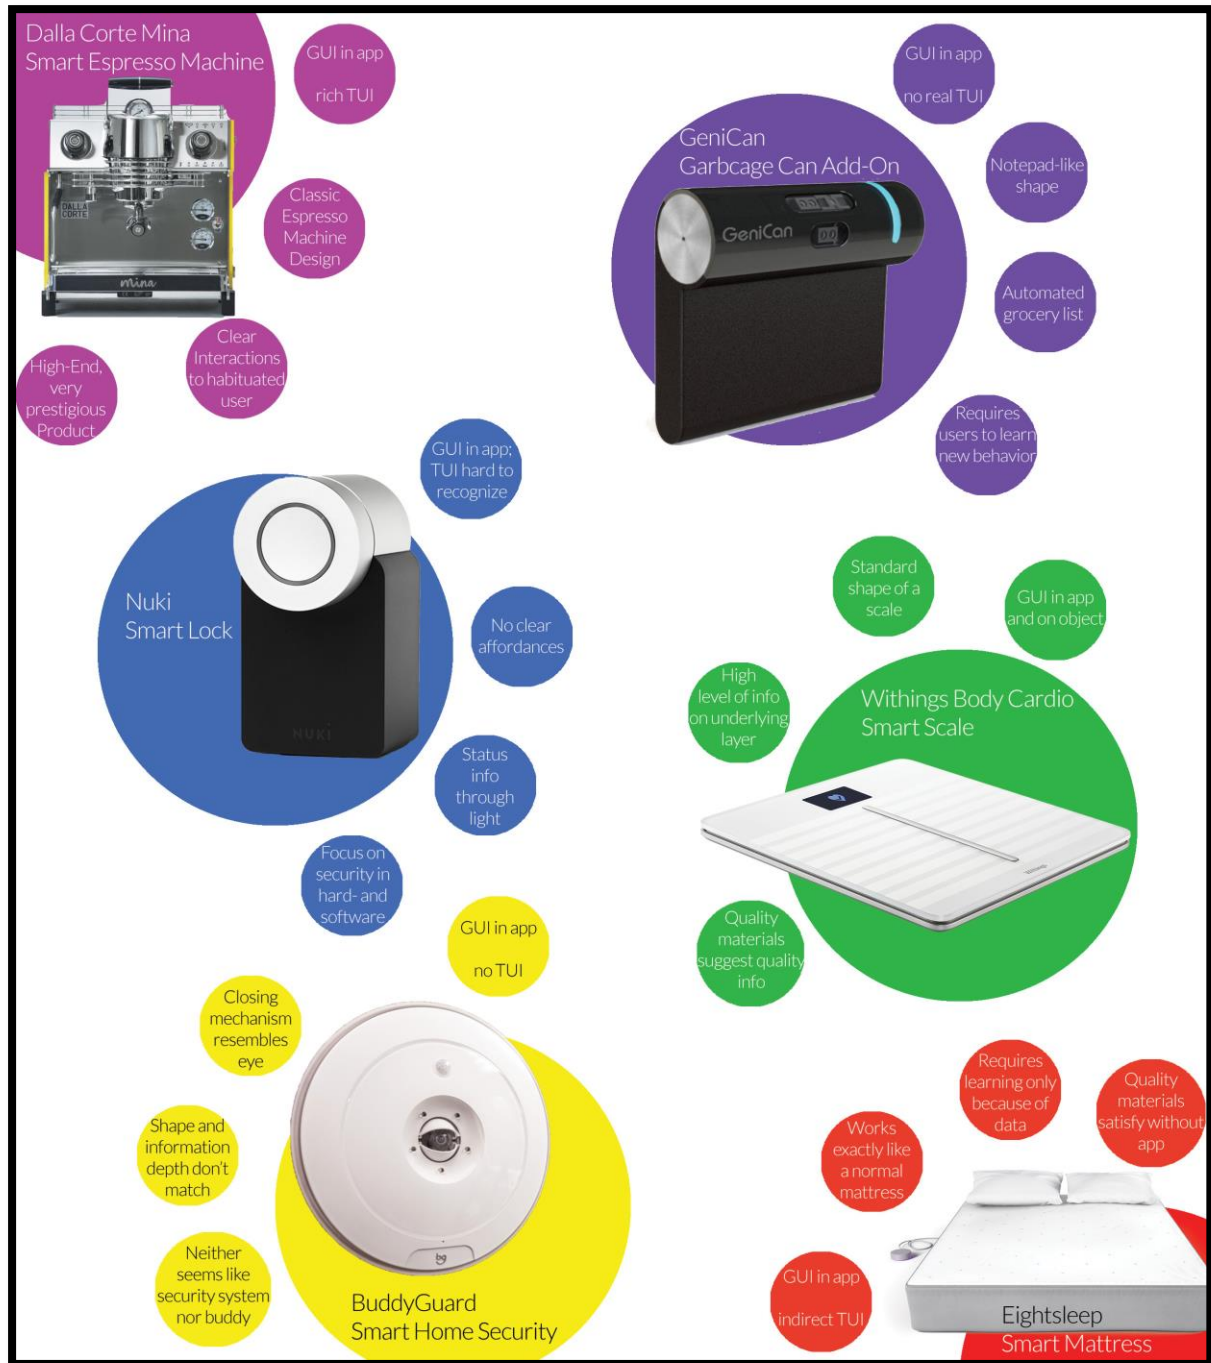 Dalla Corte Mina
Smart Espresso Machine
GUI in app
rich TUI
Classic
Espresso
Machine
Design
Clear
Interactions
to habituated
user
High-End,
very
prestigious
Product
DALLA
CORTE
mina
GUI in app
no real TUI
GeniCan
Garbcage Can Add-On
Notepad-like
shape
GeniCan
Automated
grocery list
Requires
users to learn
new behavior
GUI in app;
TUI hard to
recognize
Nuki
Smart Lock
No clear
affordances
NUKI
Status
info
through
light
Focus on
security in
hard- and
software
Standard
shape of a
scale
GUI in app
and on object
High
level of info
on underlying
layer
Withings Body Cardio
Smart Scale
Quality
materials
suggest quality
info
GUI in app
no TUI
Closing
mechanism
resembles
eye
Shape and
information
depth don't
match
Neither
seems like
security system
nor buddy
bg
BuddyGuard
Smart Home Security
Requires
learning only
because of
data
Quality
materials
satisfy without
app
Works
exactly like
a normal
mattress
GUI in app
indirect TUI
Eightsleep
Smart Mattress